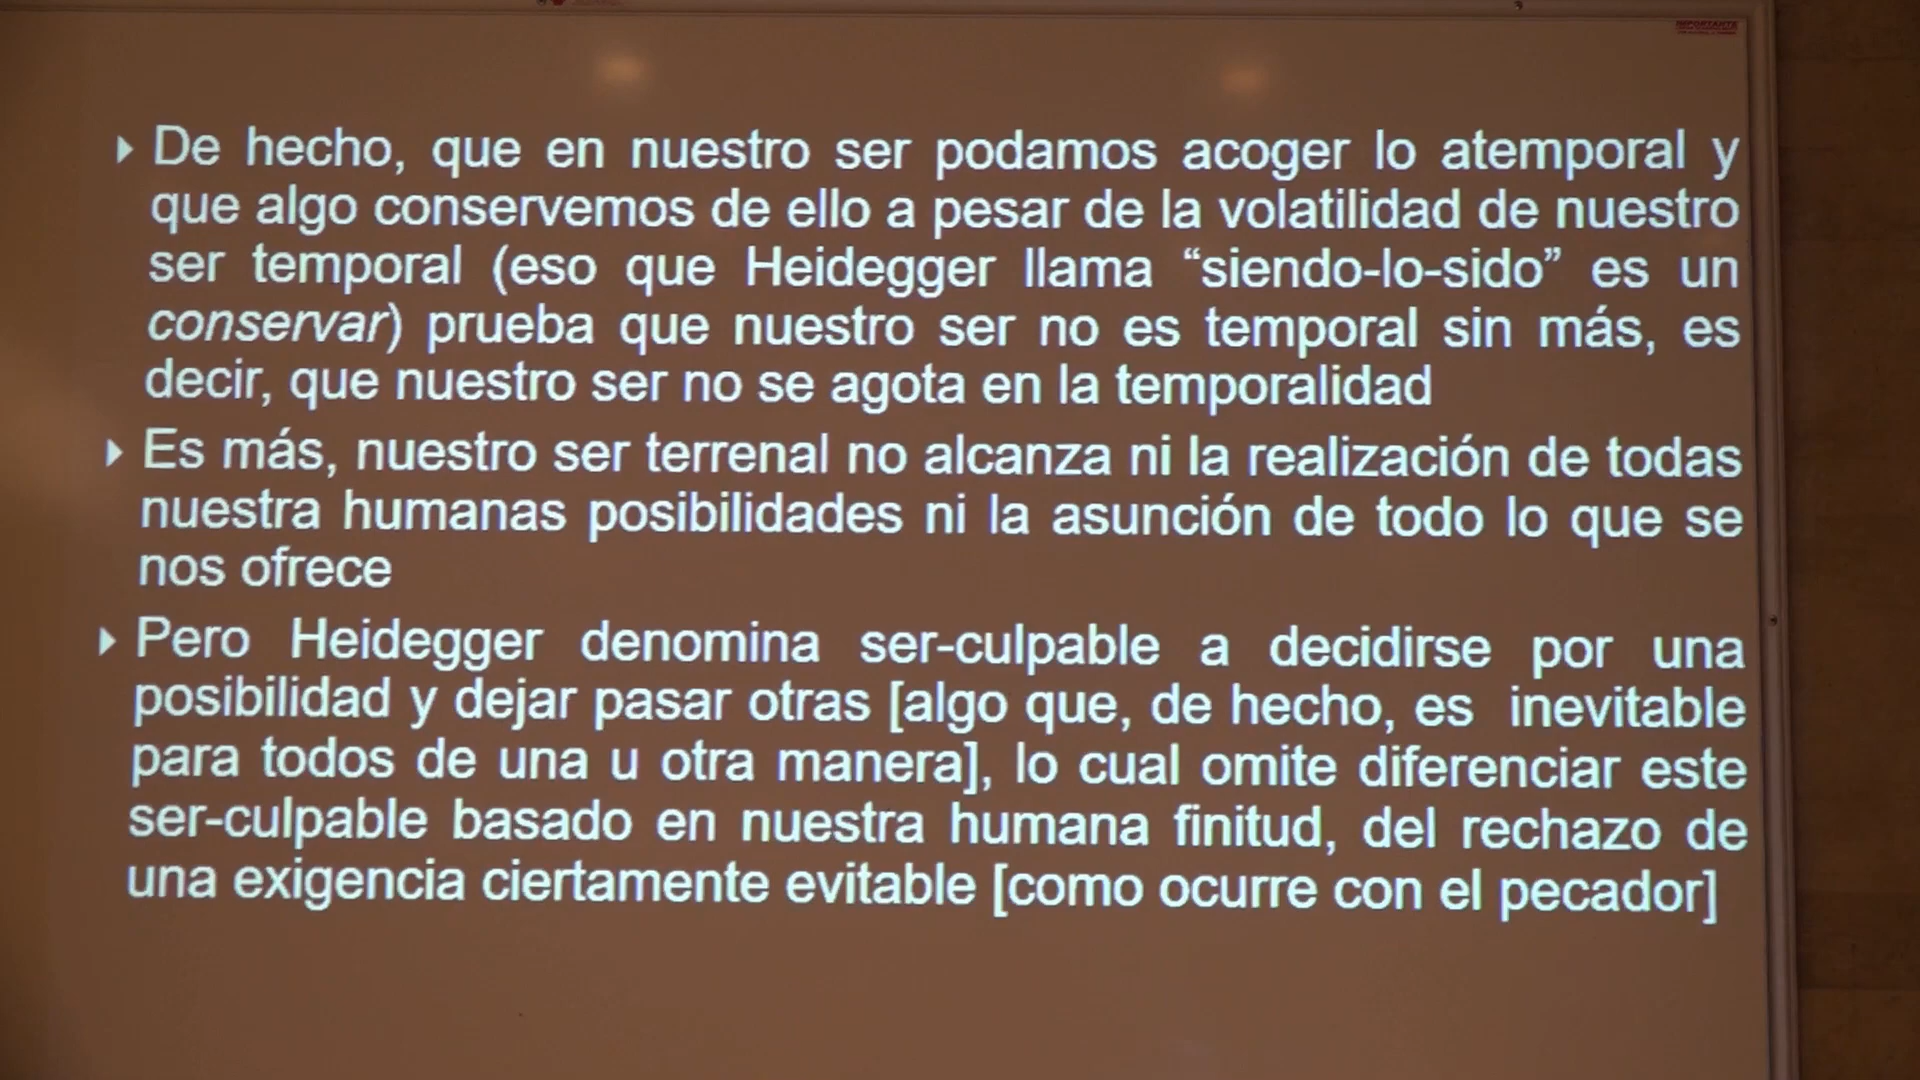 IMPORTANTE
De hecho, que en nuestro ser podamos acoger lo atemporal y
que algo conservemos de ello a pesar de la volatilidad de nuestro
ser temporal (eso que Heidegger llama “siendo-lo-sido” es un
conservar) prueba que nuestro ser no es temporal sin más, es
decir, que nuestro ser no se agota en la temporalidad
Es más, nuestro ser terrenal no alcanza ni la realización de todas
nuestra humanas posibilidades ni la asunción de todo lo que se
nos ofrece
Pero Heidegger denomina ser-culpable a decidirse por una
posibilidad y dejar pasar otras [algo que, de hecho, es inevitable
para todos de una u otra manera], lo cual omite diferenciar este
ser-culpable basado en nuestra humana finitud, del rechazo de
una exigencia ciertamente evitable [como ocurre con el pecador]